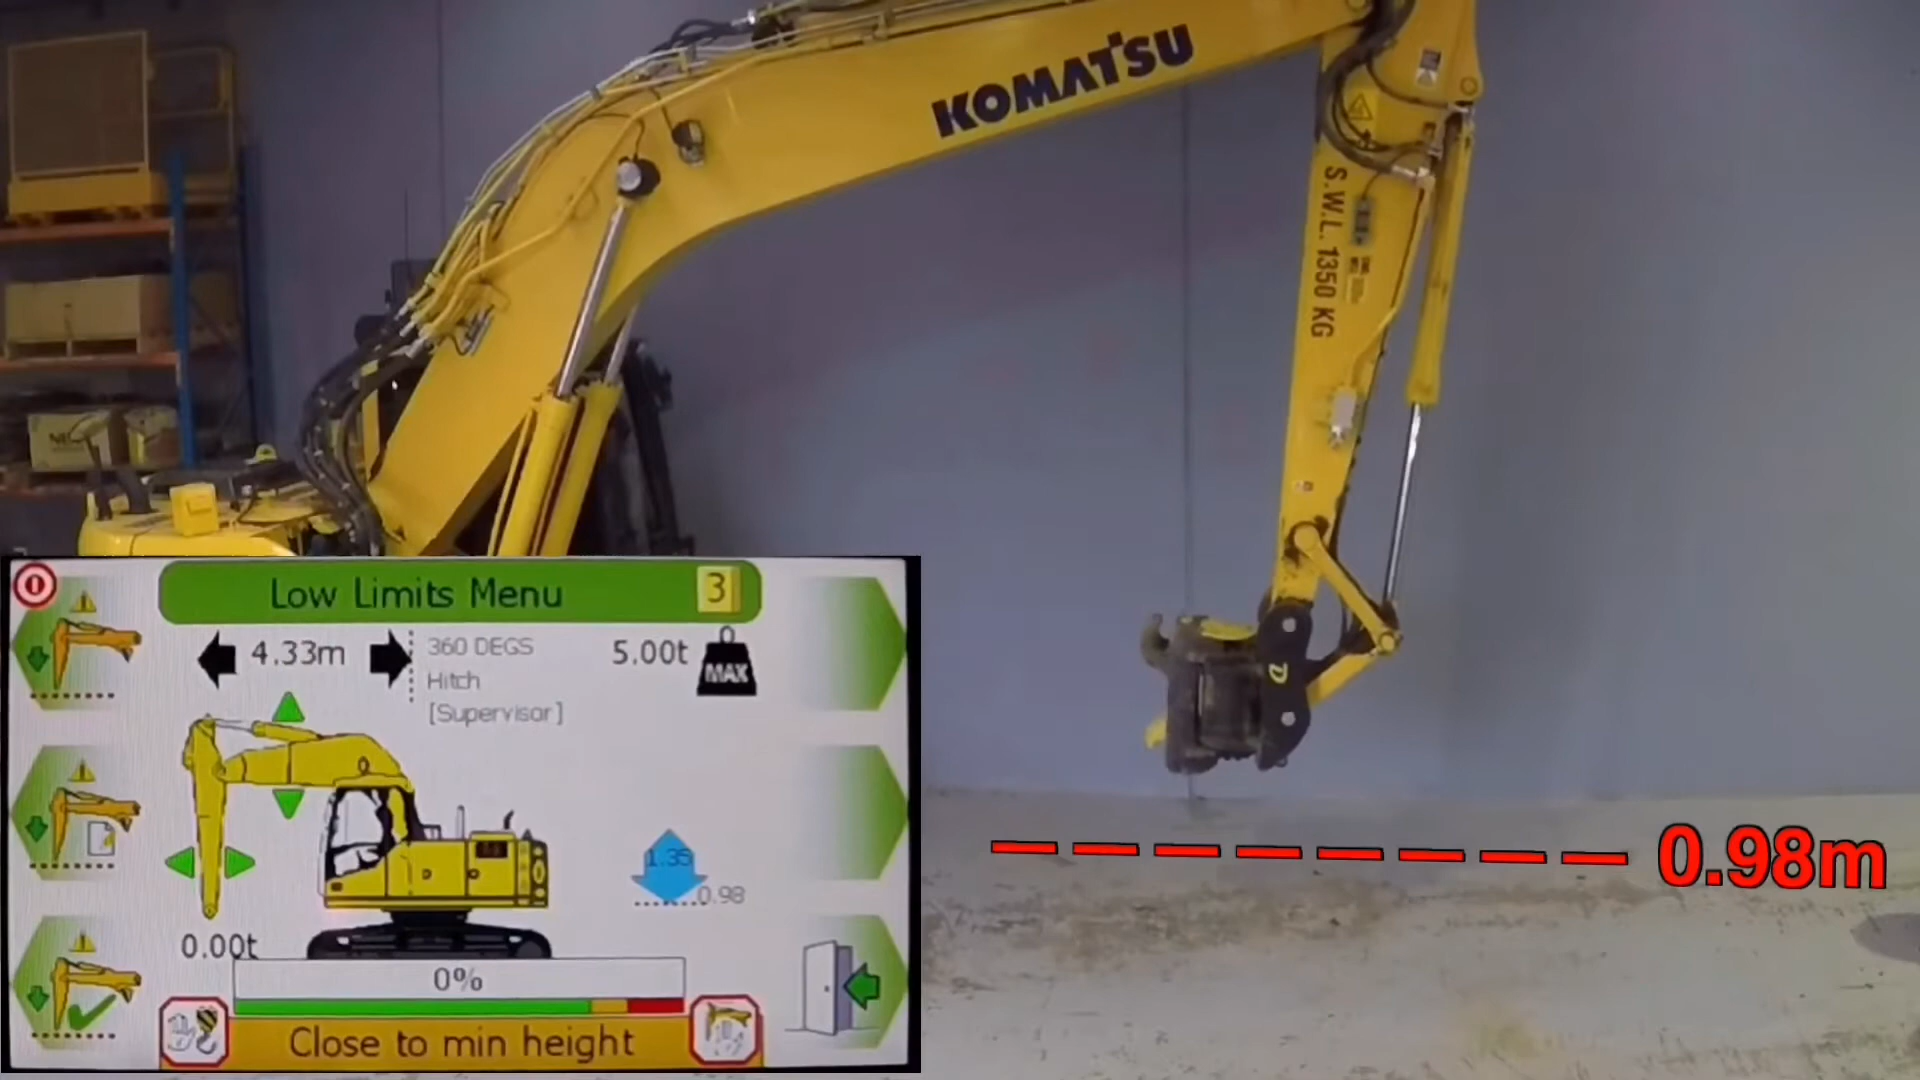 KOMATSU
S.W.L. 1350 KG
Low Limits Menu
3
4.33m
360 DEGS
Hitch
[Supervisor]
5.00t
MAX
1.35
0.98
0.00t
0%
Close to min height
0.98m
D